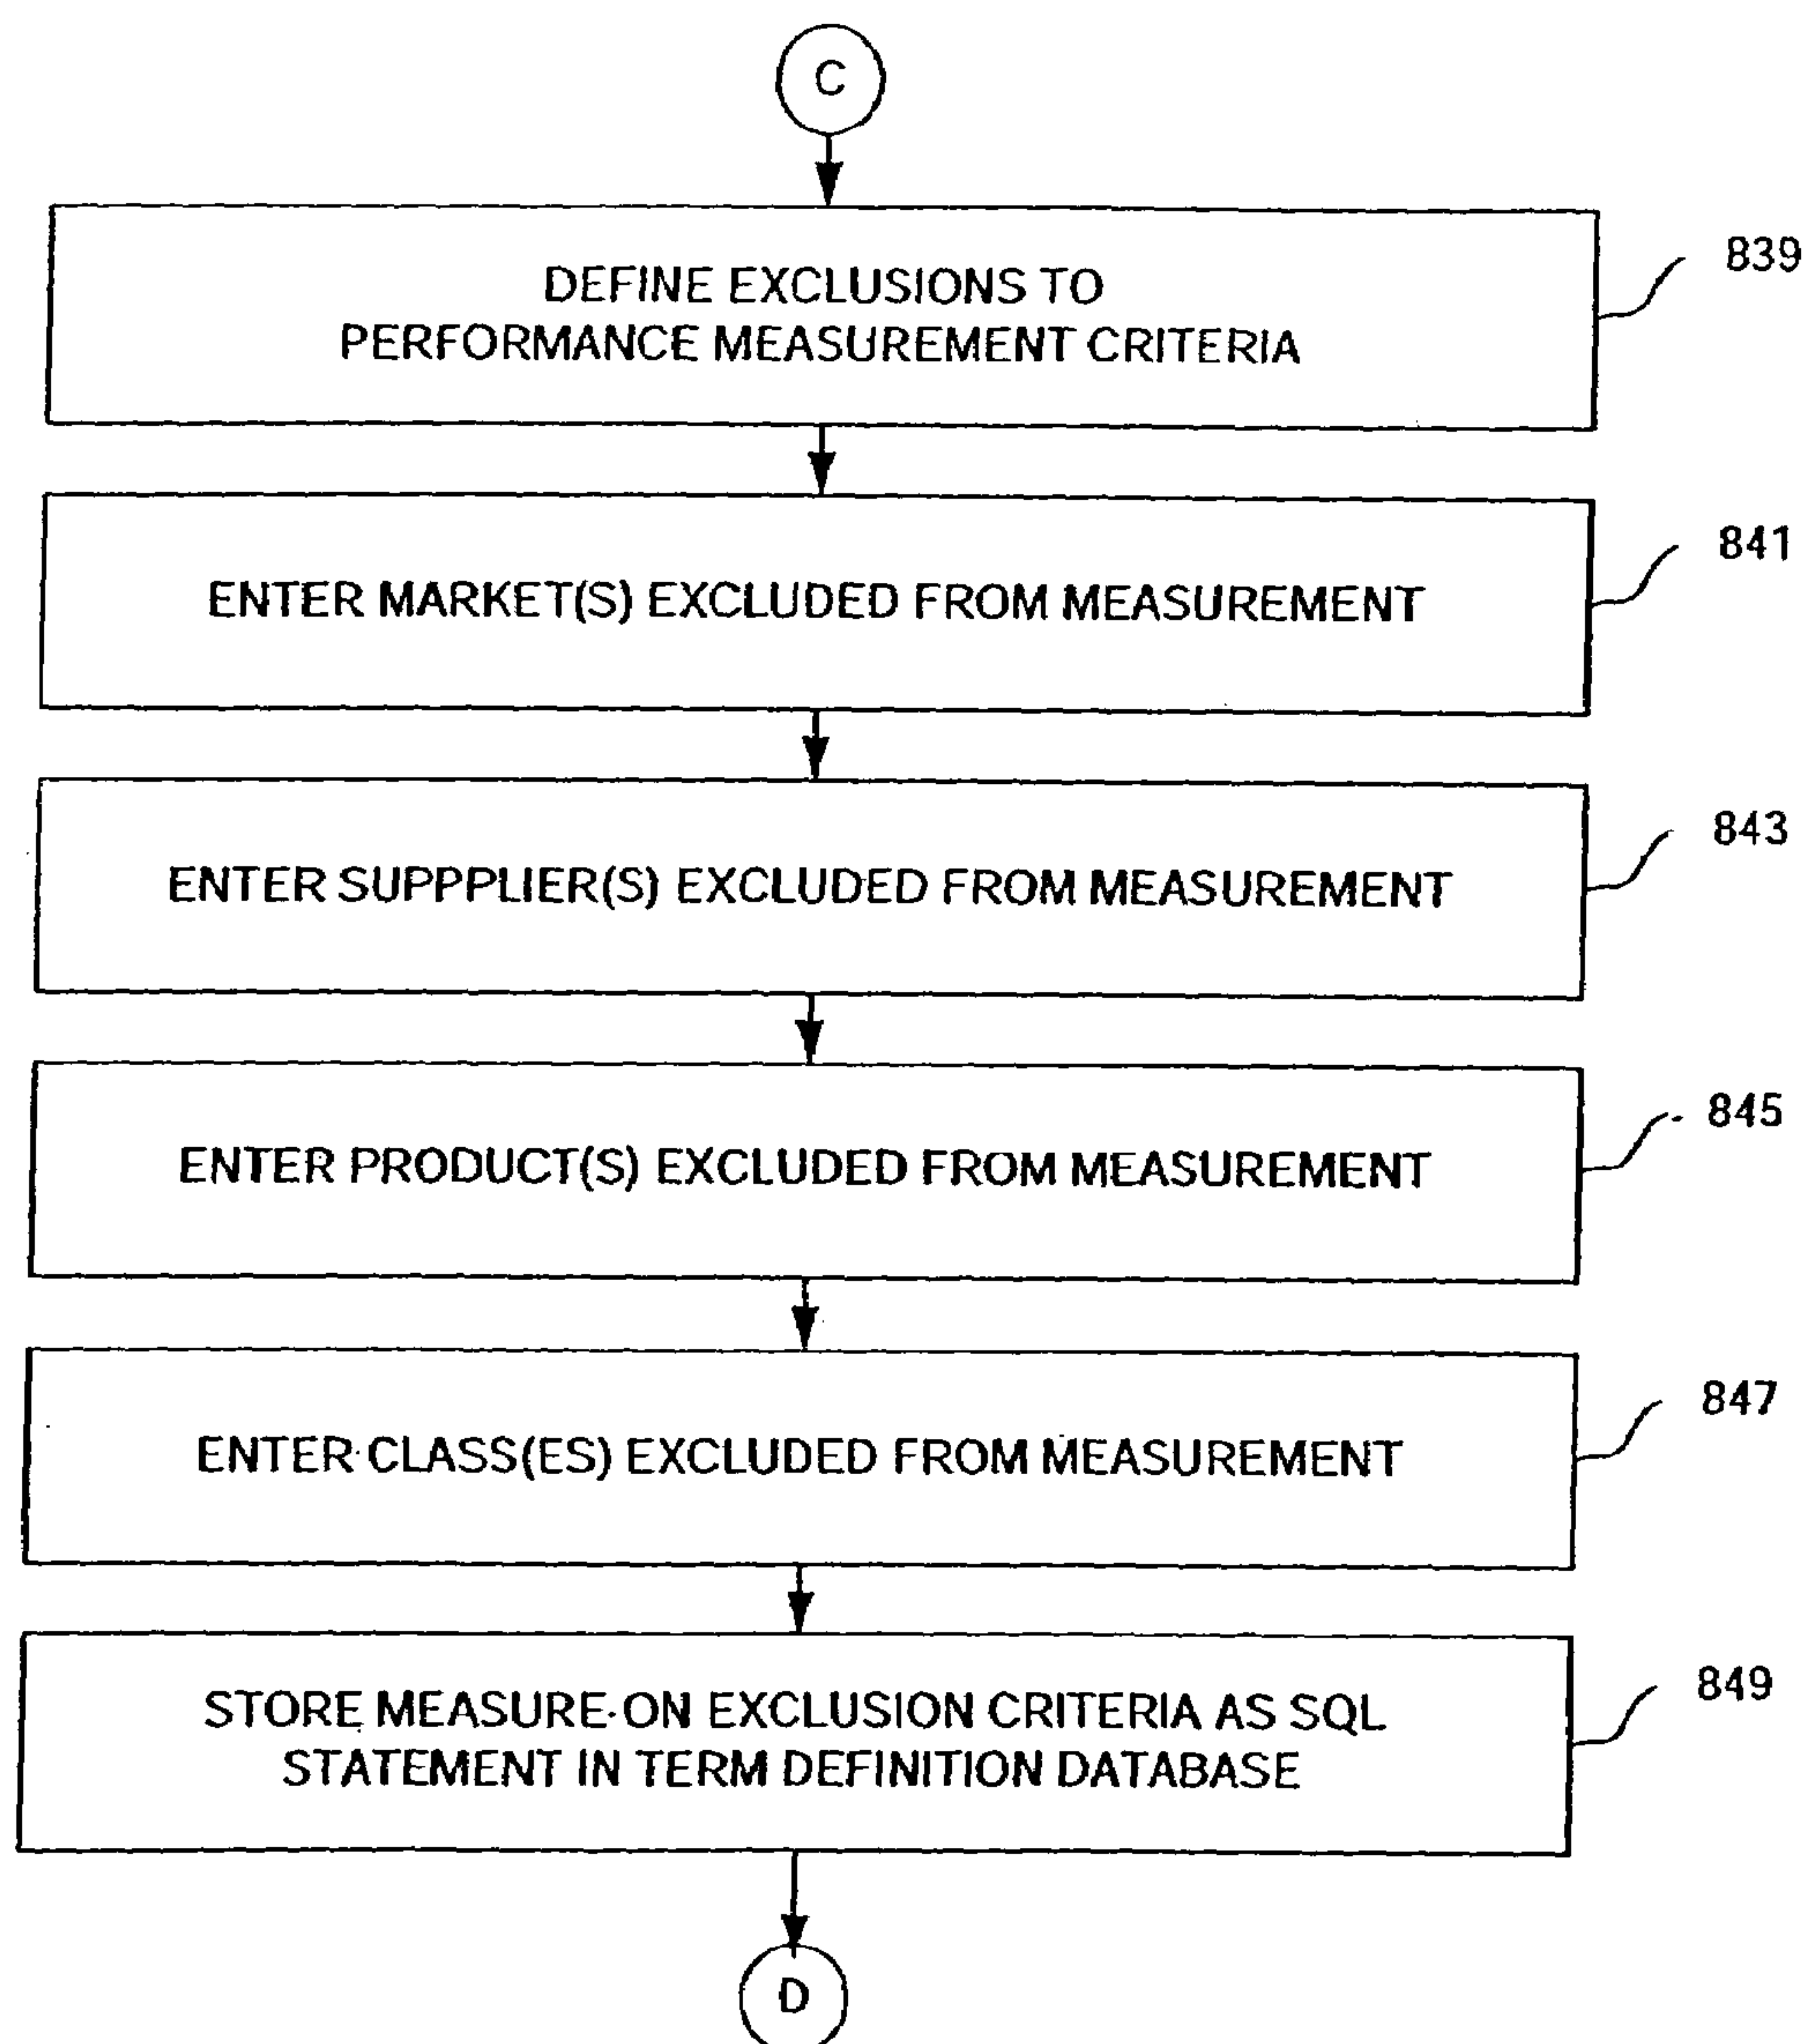 C
DEFINE EXCLUSIONS TO
PERFORMANCE MEASUREMENT CRITERIA
839
ENTER MARKET(S) EXCLUDED FROM MEASUREMENT
841
ENTER SUPPPLIER(S) EXCLUDED FROM MEASUREMENT
843
ENTER PRODUCT(S) EXCLUDED FROM MEASUREMENT
845
ENTER CLASS(ES) EXCLUDED FROM MEASUREMENT
847
STORE MEASURE ON EXCLUSION CRITERIA AS SQL
STATEMENT IN TERM DEFINITION DATABASE
849
D